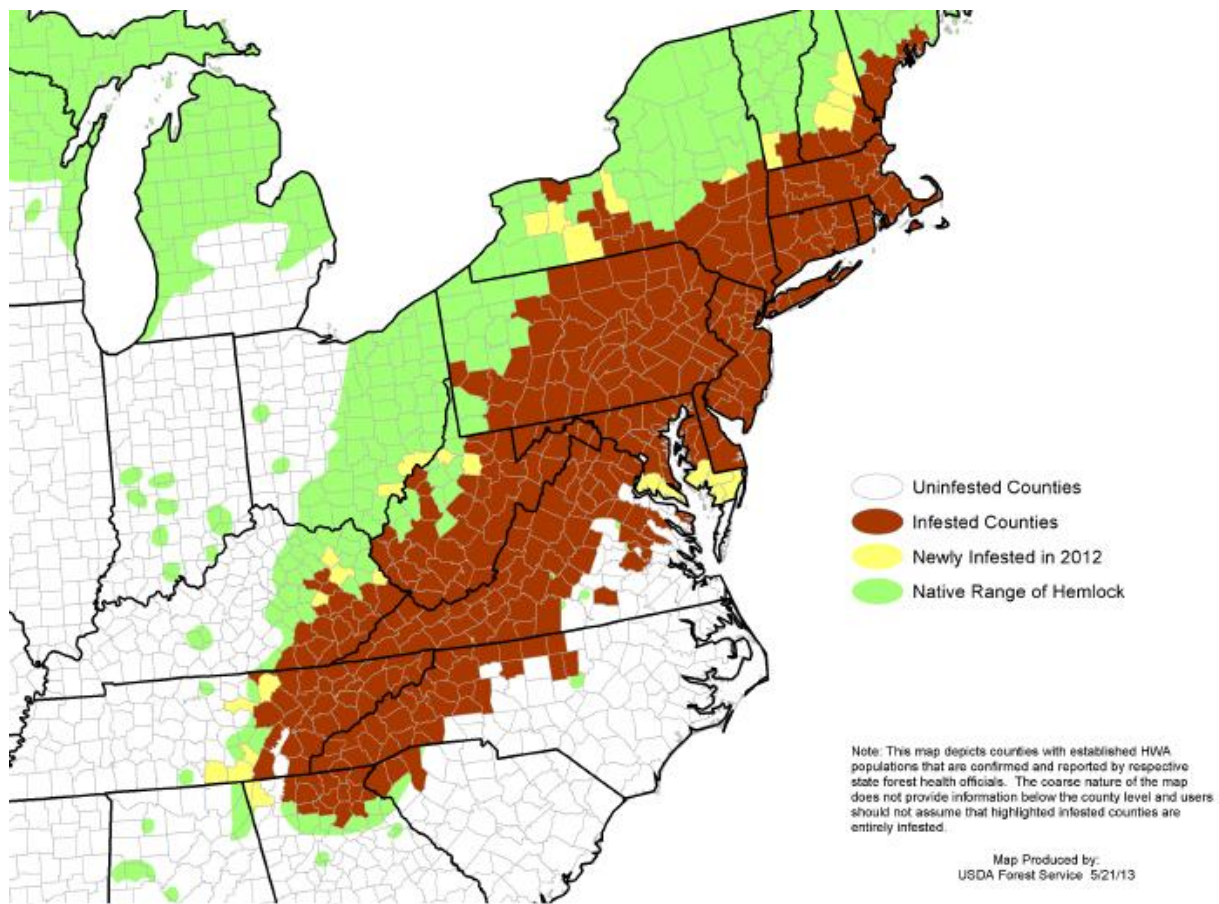 Uninfested Counties
Infested Counties
Newly Infested in 2012
Native Range of Hemlock
Note: This map depicts counties with established HWA
populations that are confirmed and reported by respective
state forest health officials. The coarse nature of the map
does not provide information below the county level and users
should not assume that highlighted infested counties are
entirely infested.
Map Produced by:
USDA Forest Service 5/21/13